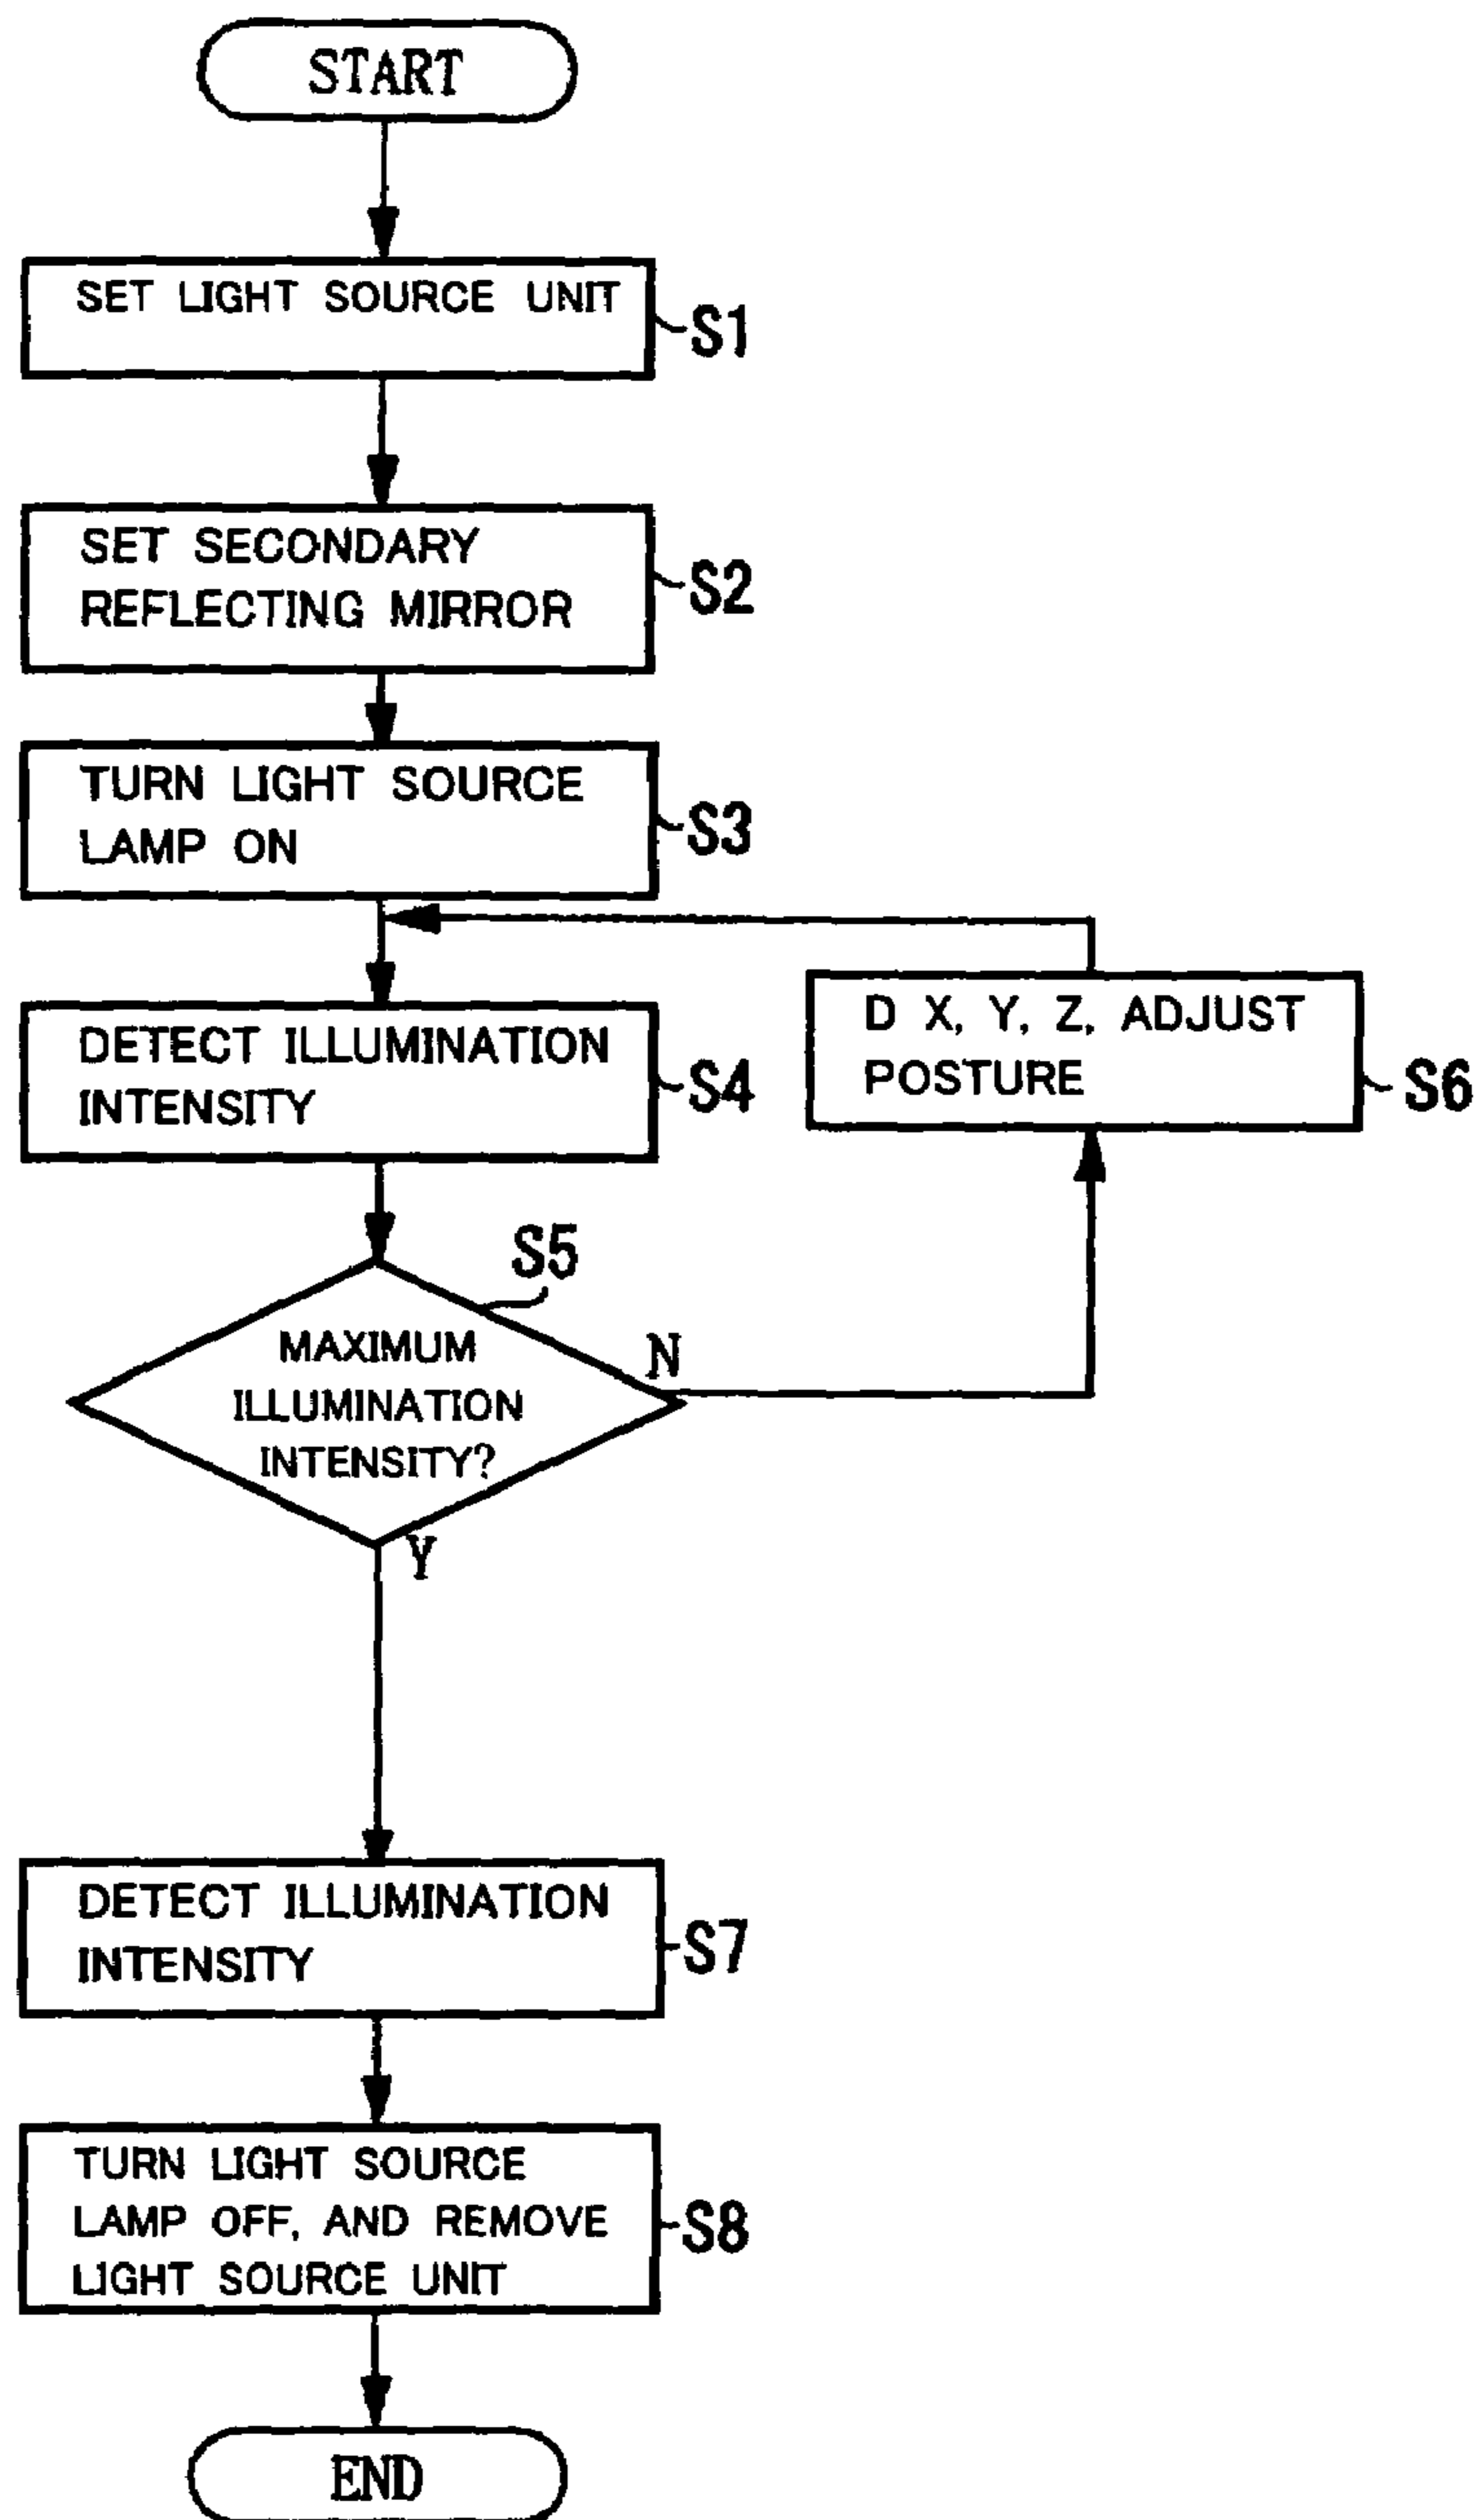 START
SET LIGHT SOURCE UNIT
S1
SET SECONDARY
REFLECTING MIRROR
S2
TURN LIGHT SOURCE
LAMP ON
S3
DETECT ILLUMINATION
INTENSITY
S4
D X, Y, Z, ADJUST
POSTURE
S6
S5
MAXIMUM
ILLUMINATION
INTENSITY?
N
Y
DETECT ILLUMINATION
INTENSITY
S7
TURN LIGHT SOURCE
LAMP OFF, AND REMOVE
LIGHT SOURCE UNIT
S8
END